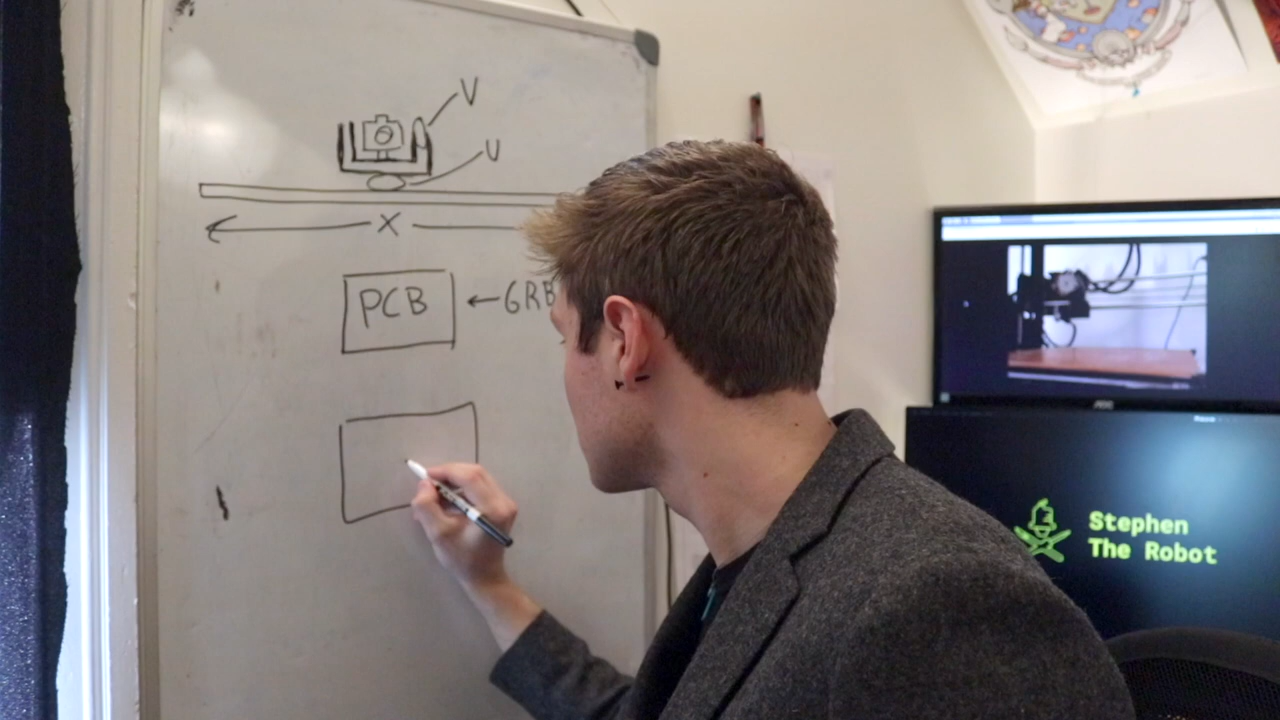 V
U
X
PCB ← GRB
Stephen
The Robot